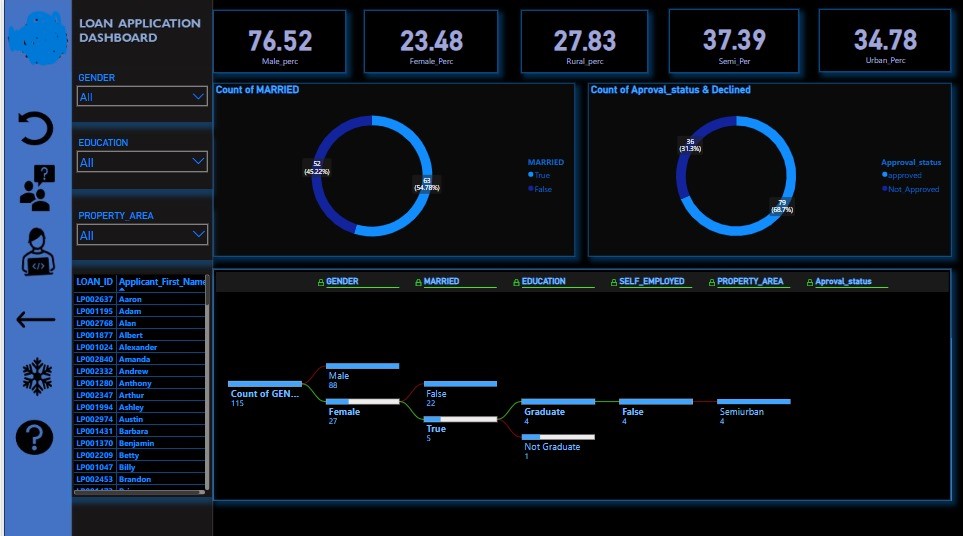 LOAN APPLICATION
DASHBOARD
76.52
Male_perc
23.48
Female_Perc
27.83
Rural_perc
37.39
Semi_Per
34.78
Urban_Perc
GENDER
All
EDUCATION
All
PROPERTY_AREA
All
Count of MARRIED
52
(45.22%)
63
(54.78%)
MARRIED
True
False
Count of Aproval_status & Declined
36
(31.3%)
79
(68.7%)
Approval status
approved
Not_Approved
LOAN_ID Applicant_First_Name
LP002637 Aaron
LP001195 Adam
LP002768 Alan
LP001877 Albert
LP001024 Alexander
LP002840 Amanda
LP002332 Andrew
LP001280 Anthony
LP002347 Arthur
LP001994 Ashley
LP002974 Austin
LP001431 Barbara
LP001370 Benjamin
LP002209 Betty
LP001047 Billy
LP002453 Brandon
GENDER MARRIED EDUCATION SELF_EMPLOYED PROPERTY_AREA Aproval_status
Count of GEN...
115
Male
88
Female
27
False
22
True
5
Graduate
4
Not Graduate
1
False
4
Semiurban
4
?
</>
?